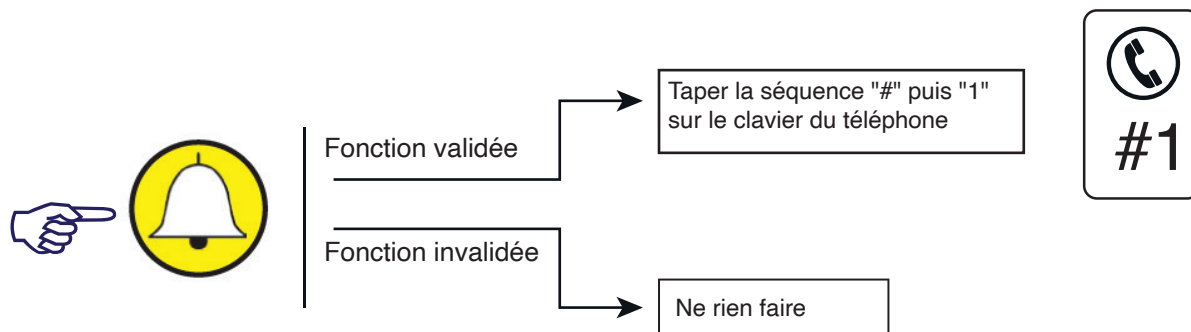 Taper la séquence "#" puis "1"
sur le clavier du téléphone
#1
Fonction validée
Fonction invalidée
Ne rien faire